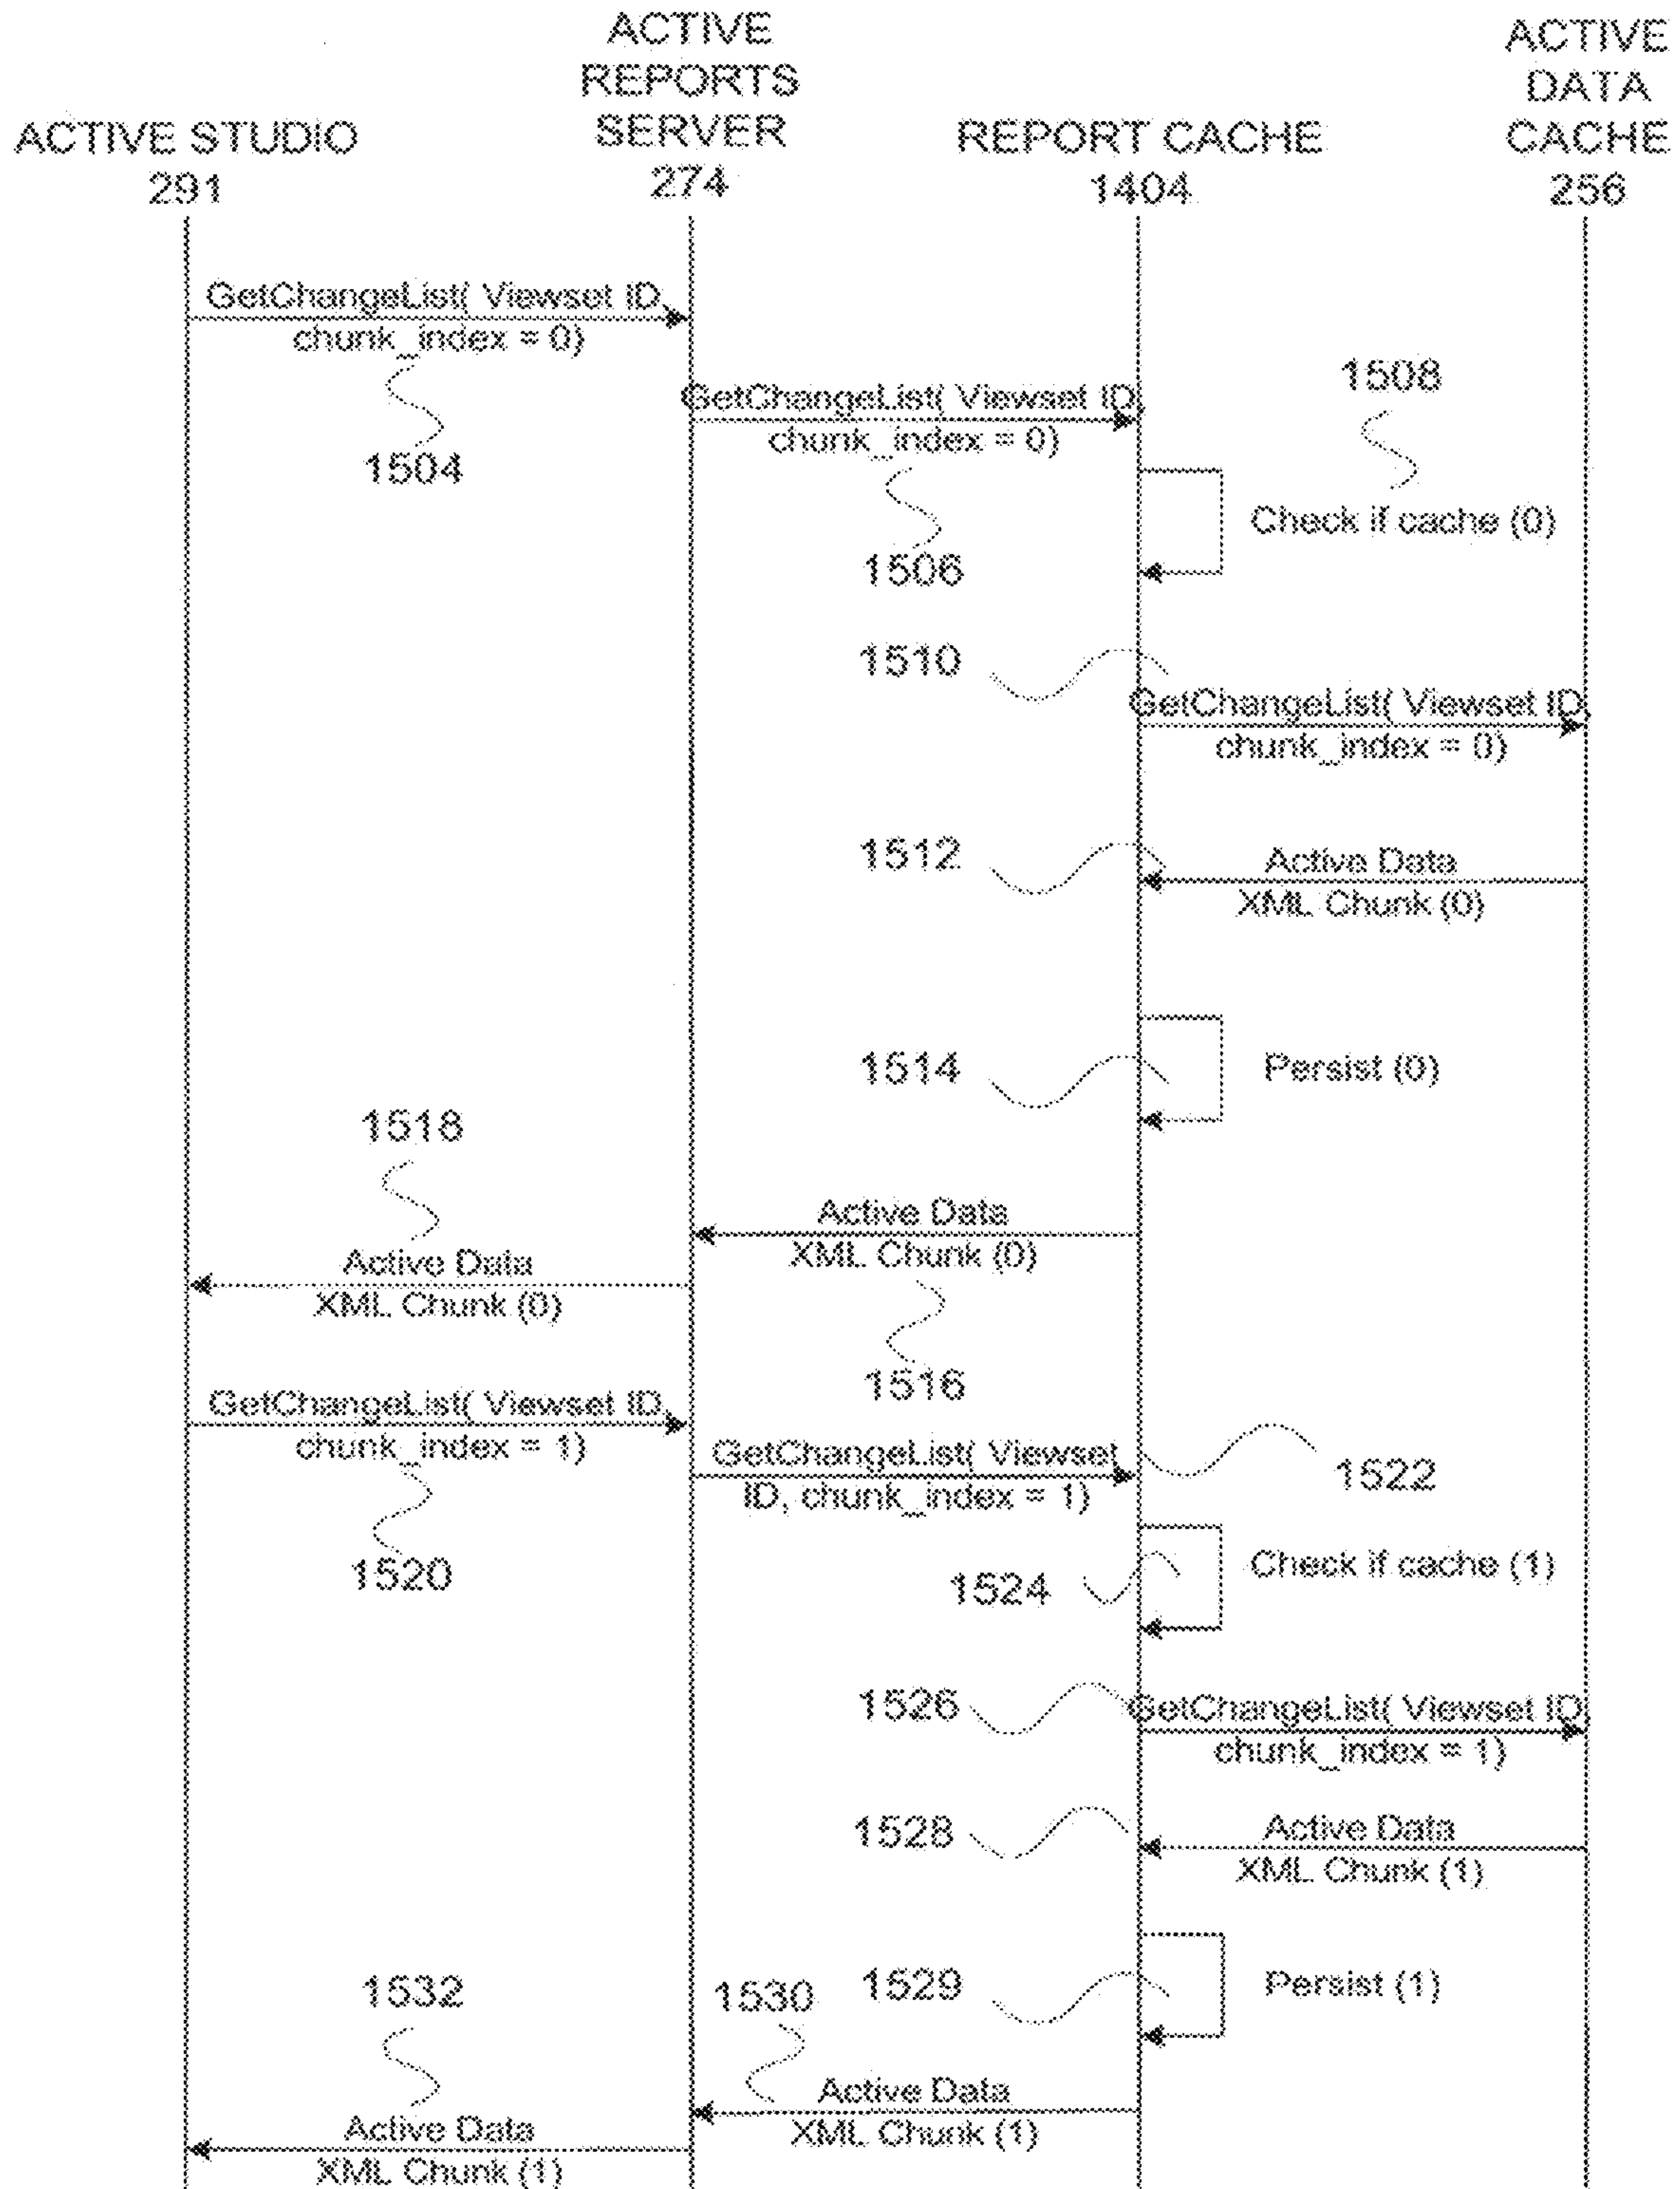 ACTIVE STUDIO
291
ACTIVE
REPORTS
SERVER
274
REPORT CACHE
1404
ACTIVE
DATA
CACHE
256
GetChangeList( Viewset ID,
chunk_index = 0)
1504
GetChangeList( Viewset ID,
chunk_index = 0)
1506
1508
Check if cache (0)
1510
GetChangeList( Viewset ID,
chunk_index = 0)
1512
Active Data
XML Chunk (0)
1514
Persist (0)
1518
Active Data
XML Chunk (0)
Active Data
XML Chunk (0)
1516
GetChangeList( Viewset ID,
chunk_index = 1)
1520
GetChangeList( Viewset
ID, chunk_index = 1)
1522
1524
Check if cache (1)
1526
GetChangeList( Viewset ID,
chunk_index = 1)
1528
Active Data
XML Chunk (1)
1529
Persist (1)
1532
1530
Active Data
XML Chunk (1)
Active Data
XML Chunk (1)